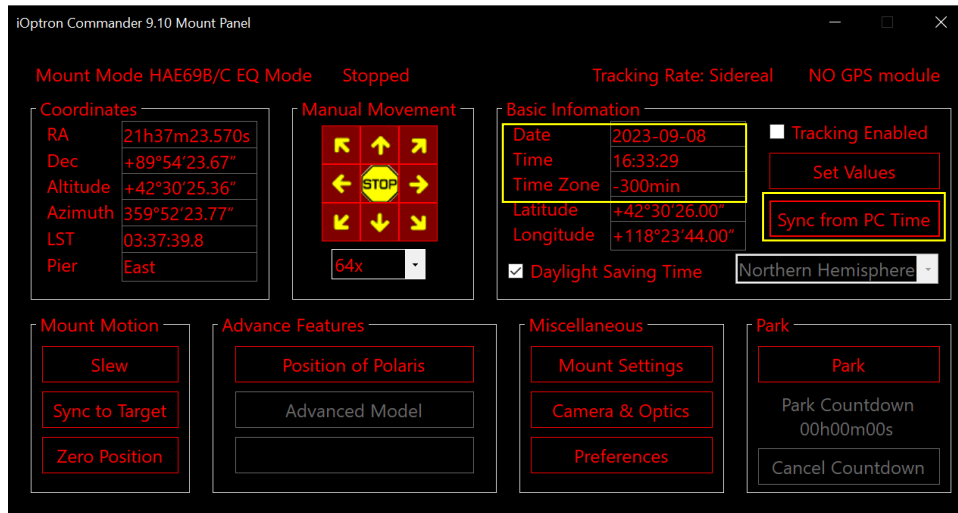 iOptron Commander 9.10 Mount Panel
Mount Mode HAE69B/C EQ Mode Stopped Tracking Rate: Sidereal NO GPS module
Coordinates
RA 21h37m23.570s
Dec +89°54'23.67"
Altitude +42°30'25.36"
Azimuth 359°52'23.77"
LST 03:37:39.8
Pier East
Manual Movement
STOP
64x
Basic Infomation
Date 2023-09-08
Time 16:33:29
Time Zone -300min
Latitude +42°30'26.00"
Longitude +118°23'44.00"
Daylight Saving Time
Tracking Enabled
Set Values
Sync from PC Time
Northern Hemisphere
Mount Motion
Slew
Sync to Target
Zero Position
Advance Features
Position of Polaris
Advanced Model
Miscellaneous
Mount Settings
Camera & Optics
Preferences
Park
Park
Park Countdown
00h00m00s
Cancel Countdown